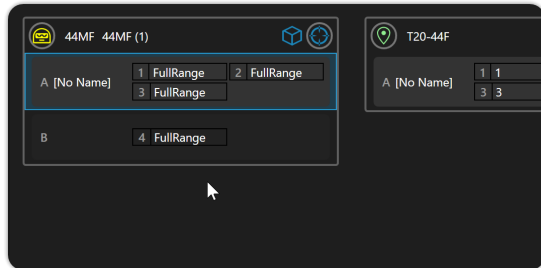 44MF 44MF (1)
A [No Name] 1 FullRange 2 FullRange
3 FullRange
B 4 FullRange
T20-44F
A [No Name] 1 1
3 3